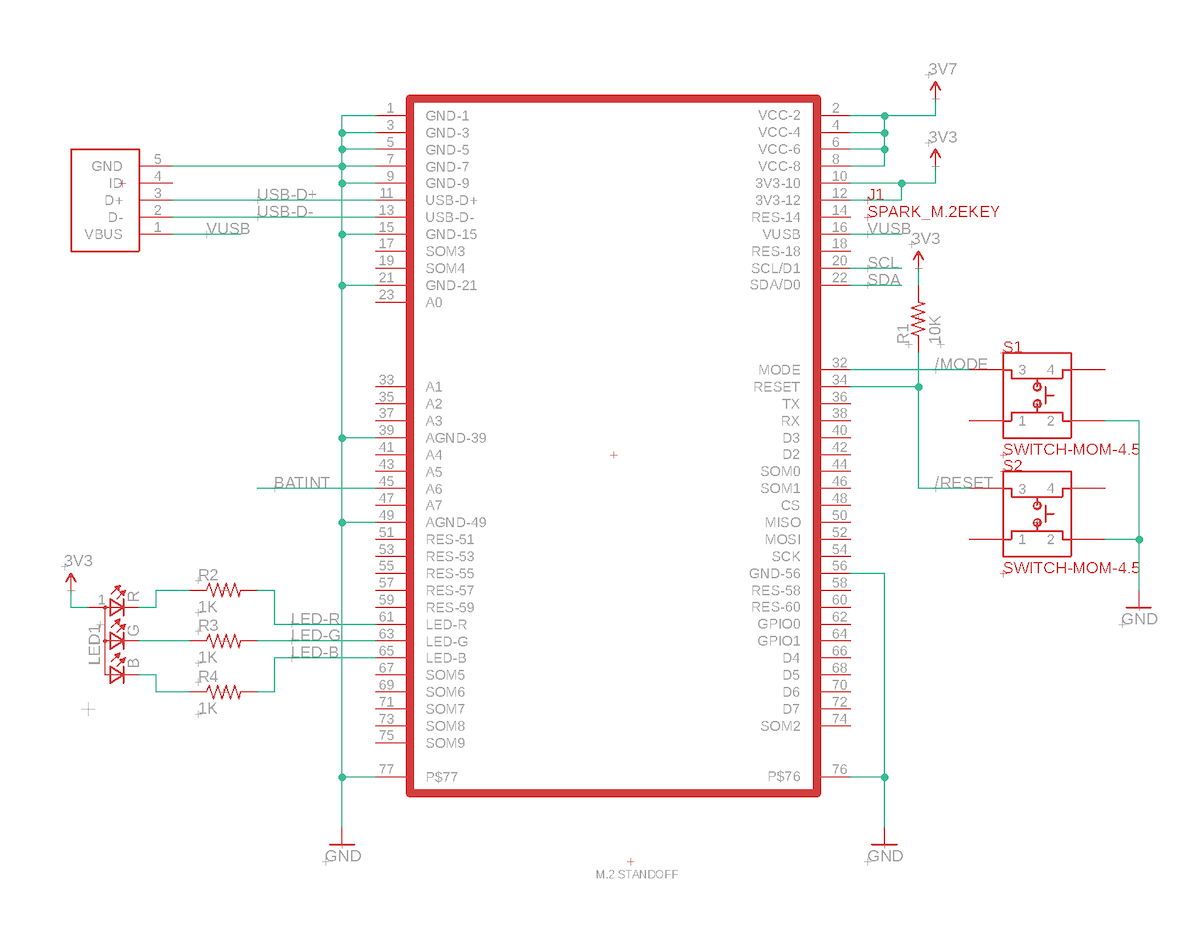 3V7
3V3
J1
SPARK_M.2EKEY
VUSB
3V3
SCL
SDA
R1
10K
GND 5
ID 4
D+ 3
D- 2
VBUS 1
USB-D+
USB-D-
VUSB
1 GND-1
3 GND-3
5 GND-5
7 GND-7
9 GND-9
11 USB-D+
13 USB-D-
15 GND-15
17 SOM3
19 SOM4
21 GND-21
23 A0
33 A1
35 A2
37 A3
39 AGND-39
41 A4
43 A5
45 A6
47 A7
49 AGND-49
51 RES-51
53 RES-53
55 RES-55
57 RES-57
59 RES-59
61 LED-R
63 LED-G
65 LED-B
67 SOM5
69 SOM6
71 SOM7
73 SOM8
75 SOM9
77 P$77
VCC-2 2
VCC-4 4
VCC-6 6
VCC-8 8
3V3-10 10
3V3-12 12
RES-14 14
VUSB 16
RES-18 18
SCL/D1 20
SDA/D0 22
MODE 32
RESET 34
TX 36
RX 38
D3 40
D2 42
SOM0 44
SOM1 46
CS 48
MISO 50
MOSI 52
SCK 54
GND-56 56
RES-58 58
RES-60 60
GPIO0 62
GPIO1 64
D4 66
D5 68
D6 70
D7 72
SOM2 74
P$76 76
/MODE
S1
3 4
1 2
SWITCH-MOM-4.5
/RESET
S2
3 4
1 2
SWITCH-MOM-4.5
GND
BATINT
3V3
LED1
1
R
G
B
R2
1K
R3
1K
R4
1K
LED-R
LED-G
LED-B
GND
GND
M.2 STANDOFF